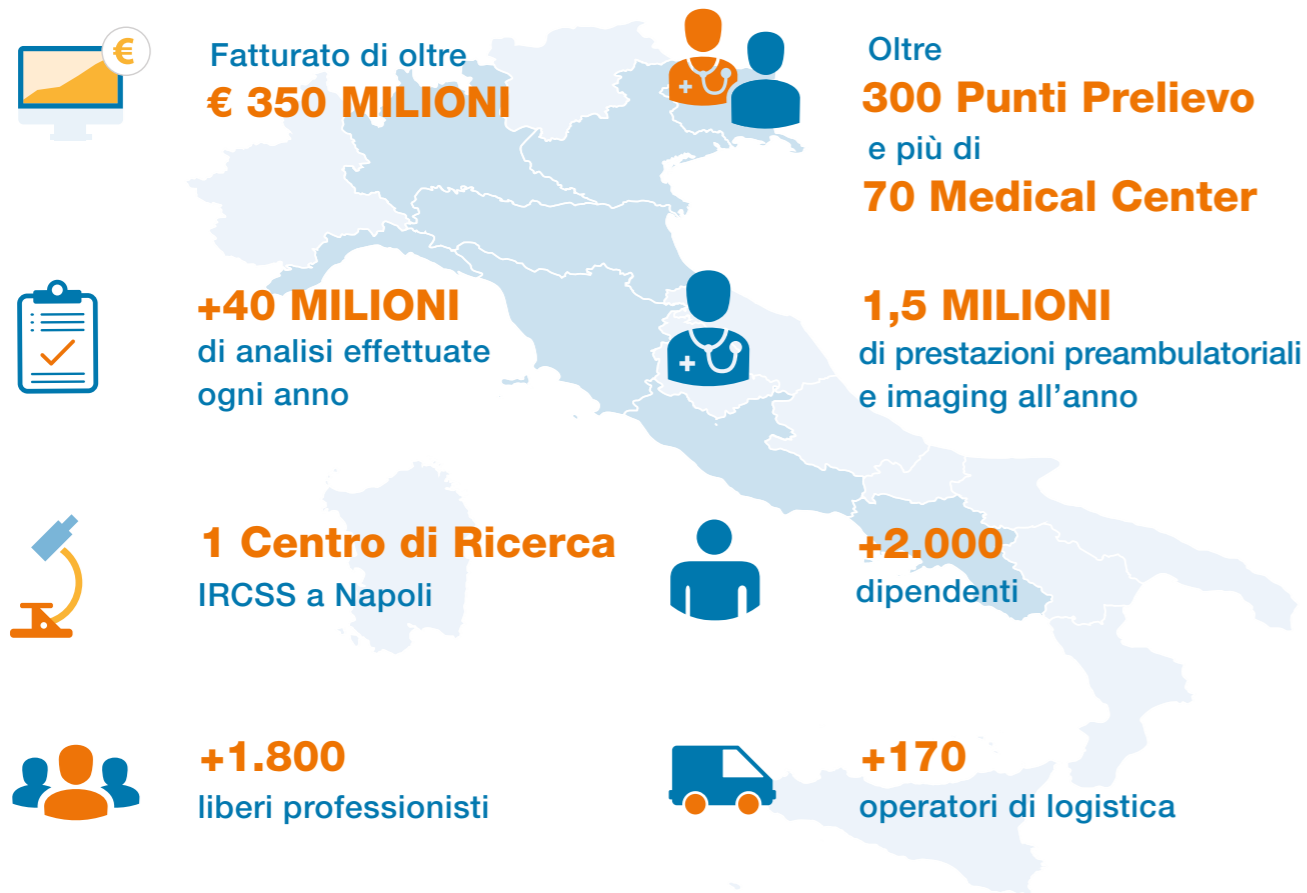 €
Fatturato di oltre
€ 350 MILIONI
Oltre
300 Punti Prelievo
e più di
70 Medical Center
+40 MILIONI
di analisi effettuate
ogni anno
1,5 MILIONI
di prestazioni preambulatoriali
e imaging all'anno
1 Centro di Ricerca
IRCSS a Napoli
+2.000
dipendenti
+1.800
liberi professionisti
+170
operatori di logistica